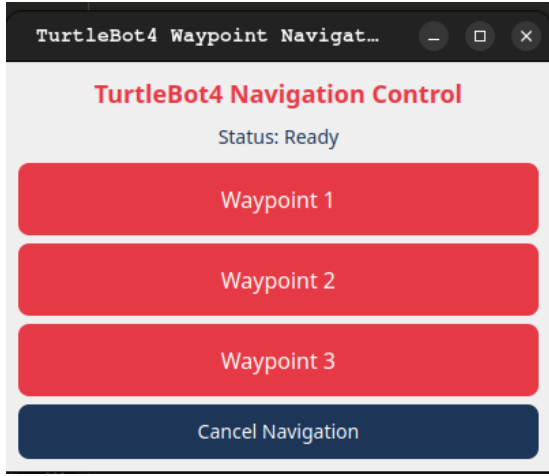 TurtleBot4 Waypoint Navigat…
TurtleBot4 Navigation Control
Status: Ready
Waypoint 1
Waypoint 2
Waypoint 3
Cancel Navigation